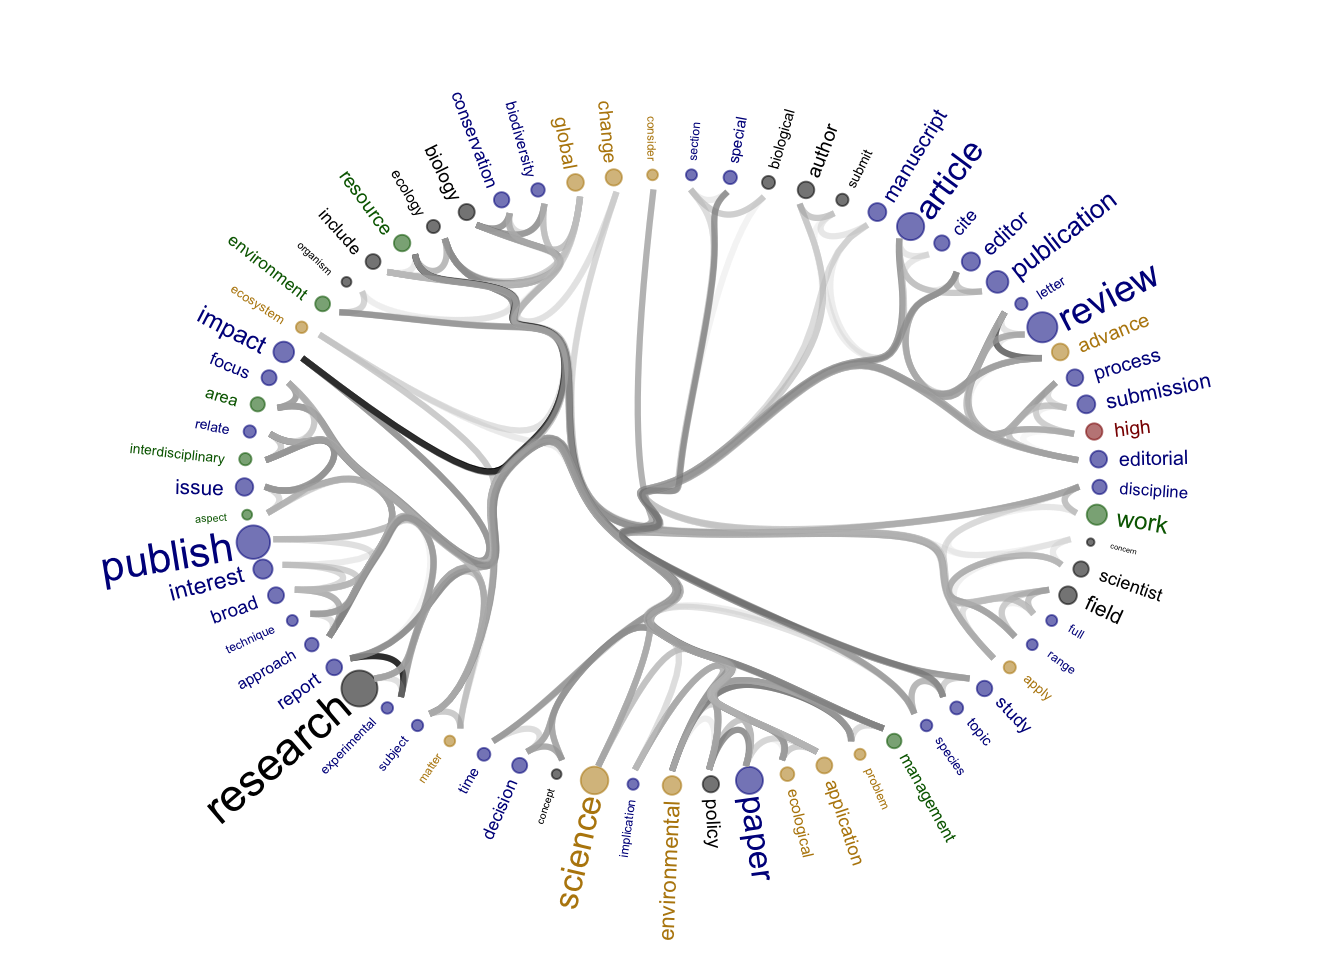 consider
section
special
biological
author
submit
manuscript
article
cite
editor
publication
letter
review
advance
process
submission
high
editorial
discipline
work
concern
scientist
field
full
range
apply
study
topic
species
management
problem
application
ecological
paper
policy
environmental
implication
science
concept
decision
time
matter
subject
experimental
research
report
approach
technique
broad
interest
publish
aspect
issue
interdisciplinary
relate
area
focus
impact
ecosystem
environment
organism
include
resource
ecology
biology
conservation
biodiversity
global
change